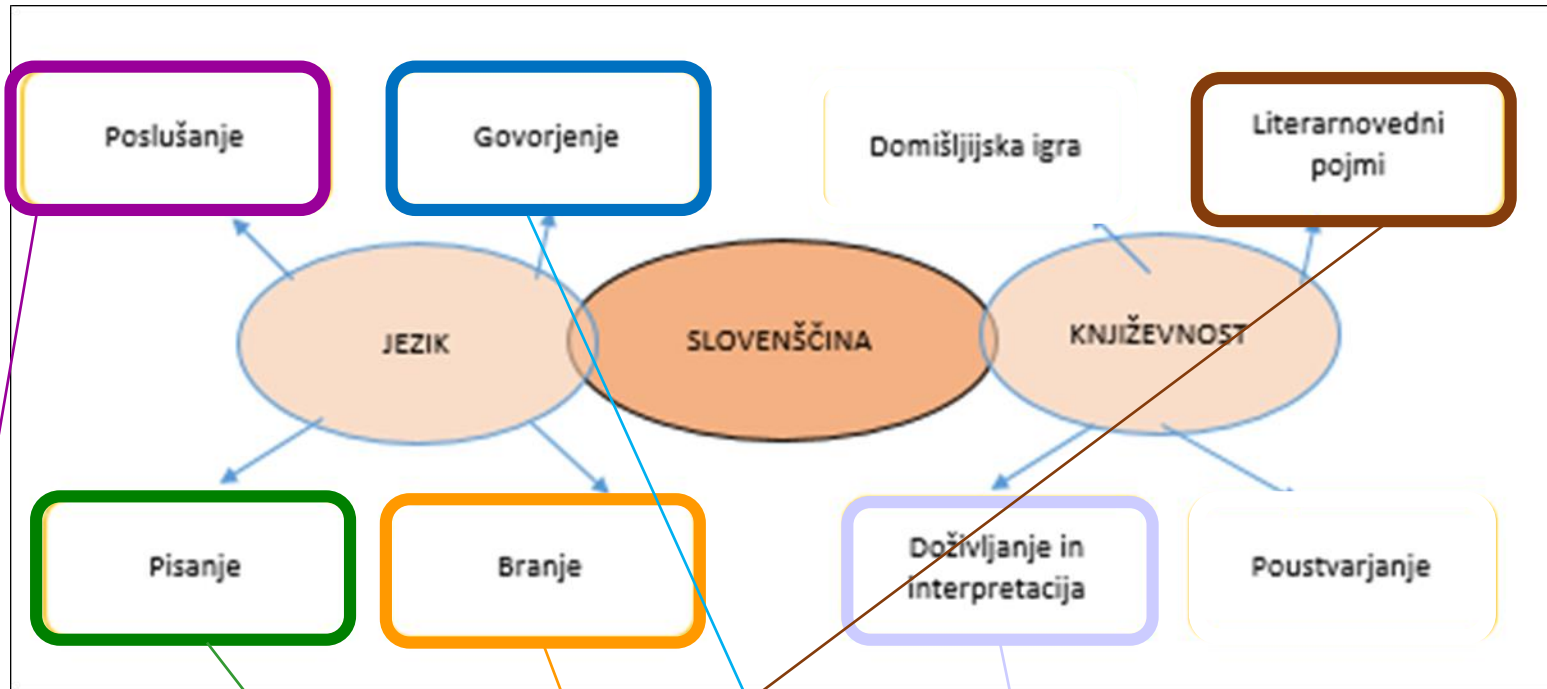 Poslušanje
Govorjenje
Domišljijska igra
Literarnovedni
pojmi
JEZIK
SLOVENŠČINA
KNJIŽEVNOST
Pisanje
Branje
Doživljanje in
interpretacija
Poustvarjanje